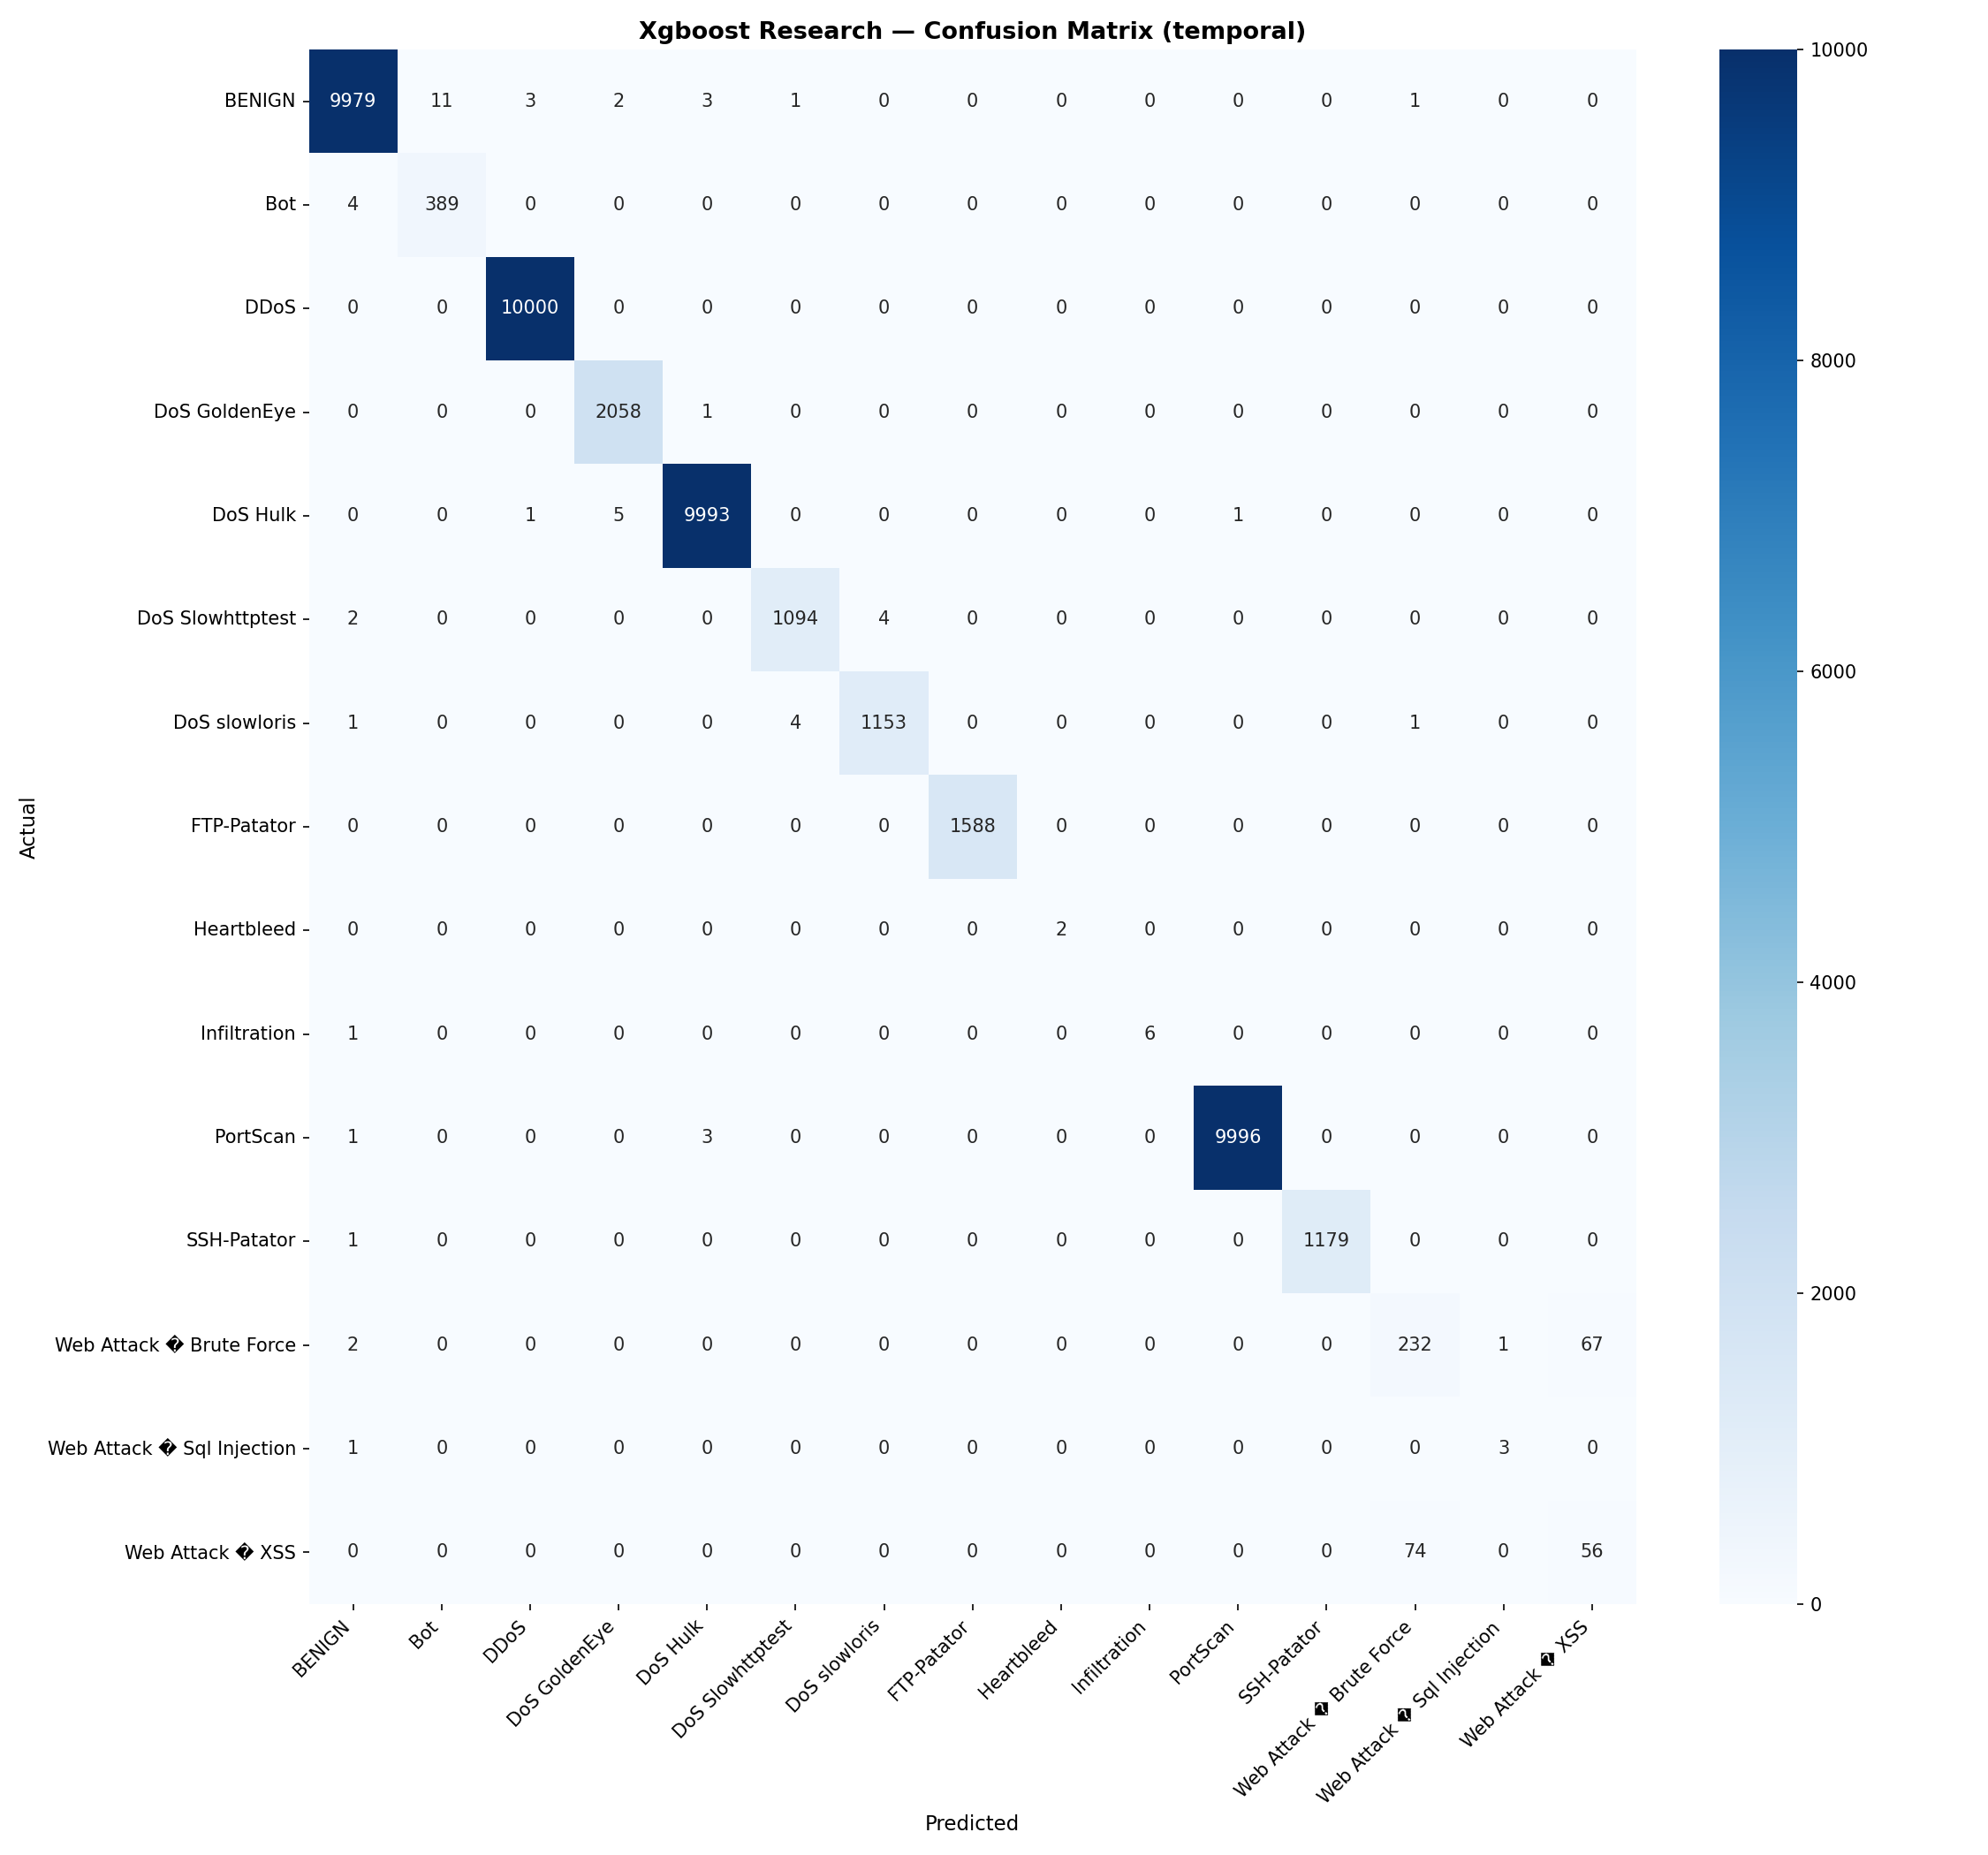 Xgboost Research — Confusion Matrix (temporal)
BENIGN 9979 11 3 2 3 1 0 0 0 0 0 0 1 0 0
Bot 4 389 0 0 0 0 0 0 0 0 0 0 0 0 0
DDoS 0 0 10000 0 0 0 0 0 0 0 0 0 0 0 0
DoS GoldenEye 0 0 0 2058 1 0 0 0 0 0 0 0 0 0 0
DoS Hulk 0 0 1 5 9993 0 0 0 0 0 1 0 0 0 0
DoS Slowhttptest 2 0 0 0 0 1094 4 0 0 0 0 0 0 0 0
DoS slowloris 1 0 0 0 0 4 1153 0 0 0 0 0 1 0 0
FTP-Patator 0 0 0 0 0 0 0 1588 0 0 0 0 0 0 0
Heartbleed 0 0 0 0 0 0 0 0 2 0 0 0 0 0 0
Infiltration 1 0 0 0 0 0 0 0 0 6 0 0 0 0 0
PortScan 1 0 0 0 3 0 0 0 0 0 9996 0 0 0 0
SSH-Patator 1 0 0 0 0 0 0 0 0 0 0 1179 0 0 0
Web Attack � Brute Force 2 0 0 0 0 0 0 0 0 0 0 0 232 1 67
Web Attack � Sql Injection 1 0 0 0 0 0 0 0 0 0 0 0 0 3 0
Web Attack � XSS 0 0 0 0 0 0 0 0 0 0 0 0 74 0 56
Actual
BENIGN
Bot
DDoS
DoS GoldenEye
DoS Hulk
DoS Slowhttptest
DoS slowloris
FTP-Patator
Heartbleed
Infiltration
PortScan
SSH-Patator
Web Attack � Brute Force
Web Attack � Sql Injection
Web Attack � XSS
Predicted
10000
8000
6000
4000
2000
0